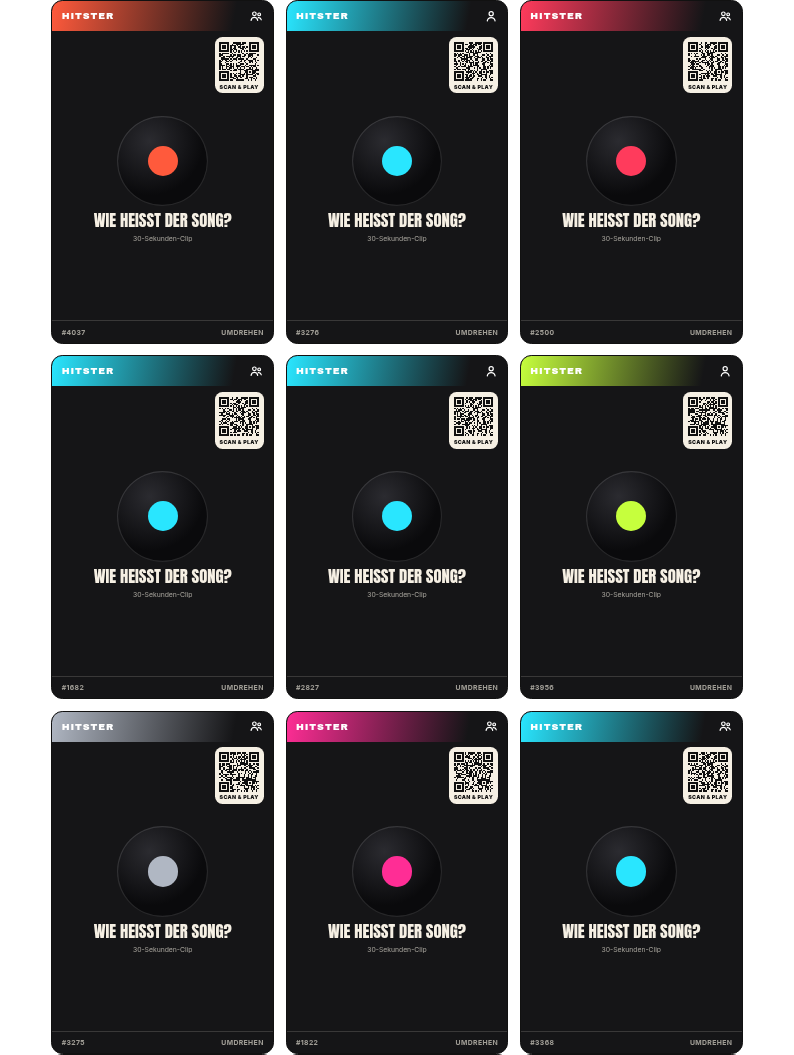 HITSTER
SCAN & PLAY
WIE HEISST DER SONG?
30-Sekunden-Clip
#4037 UMDREHEN
HITSTER
SCAN & PLAY
WIE HEISST DER SONG?
30-Sekunden-Clip
#3276 UMDREHEN
HITSTER
SCAN & PLAY
WIE HEISST DER SONG?
30-Sekunden-Clip
#2500 UMDREHEN
HITSTER
SCAN & PLAY
WIE HEISST DER SONG?
30-Sekunden-Clip
#1682 UMDREHEN
HITSTER
SCAN & PLAY
WIE HEISST DER SONG?
30-Sekunden-Clip
#2827 UMDREHEN
HITSTER
SCAN & PLAY
WIE HEISST DER SONG?
30-Sekunden-Clip
#3956 UMDREHEN
HITSTER
SCAN & PLAY
WIE HEISST DER SONG?
30-Sekunden-Clip
#3275 UMDREHEN
HITSTER
SCAN & PLAY
WIE HEISST DER SONG?
30-Sekunden-Clip
#1822 UMDREHEN
HITSTER
SCAN & PLAY
WIE HEISST DER SONG?
30-Sekunden-Clip
#3368 UMDREHEN